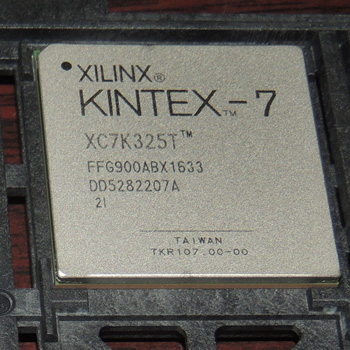 XILINX®
KINTEX™-7
XC7K325T™
FFG900ABX1633
DD5282207A
2I
TAIWAN
TKR107.00-00